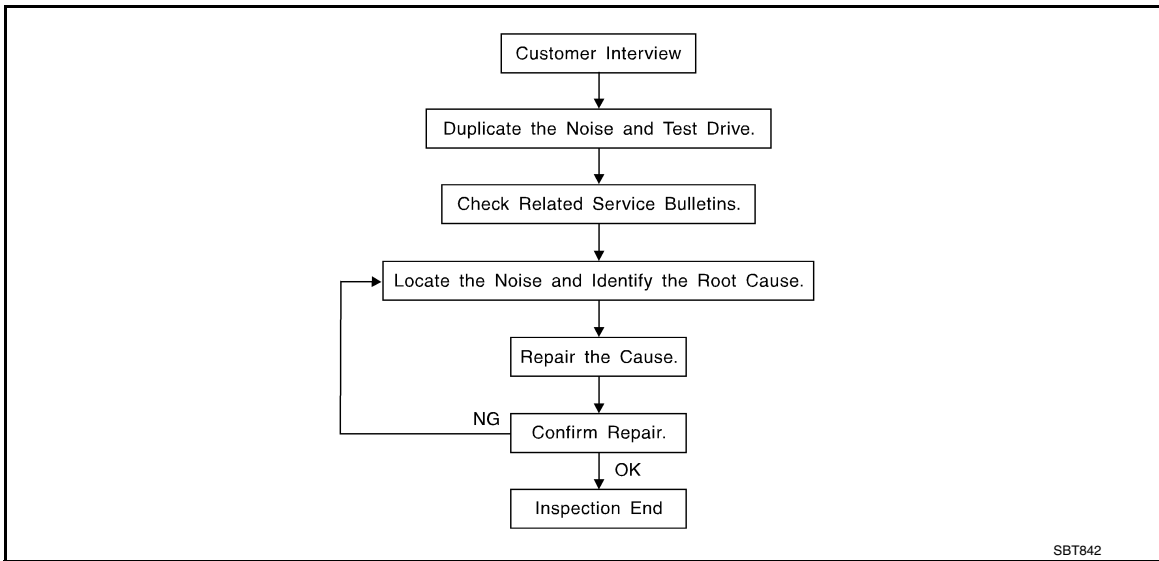 Customer Interview
Duplicate the Noise and Test Drive.
Check Related Service Bulletins.
Locate the Noise and Identify the Root Cause.
Repair the Cause.
NG
Confirm Repair.
OK
Inspection End
SBT842